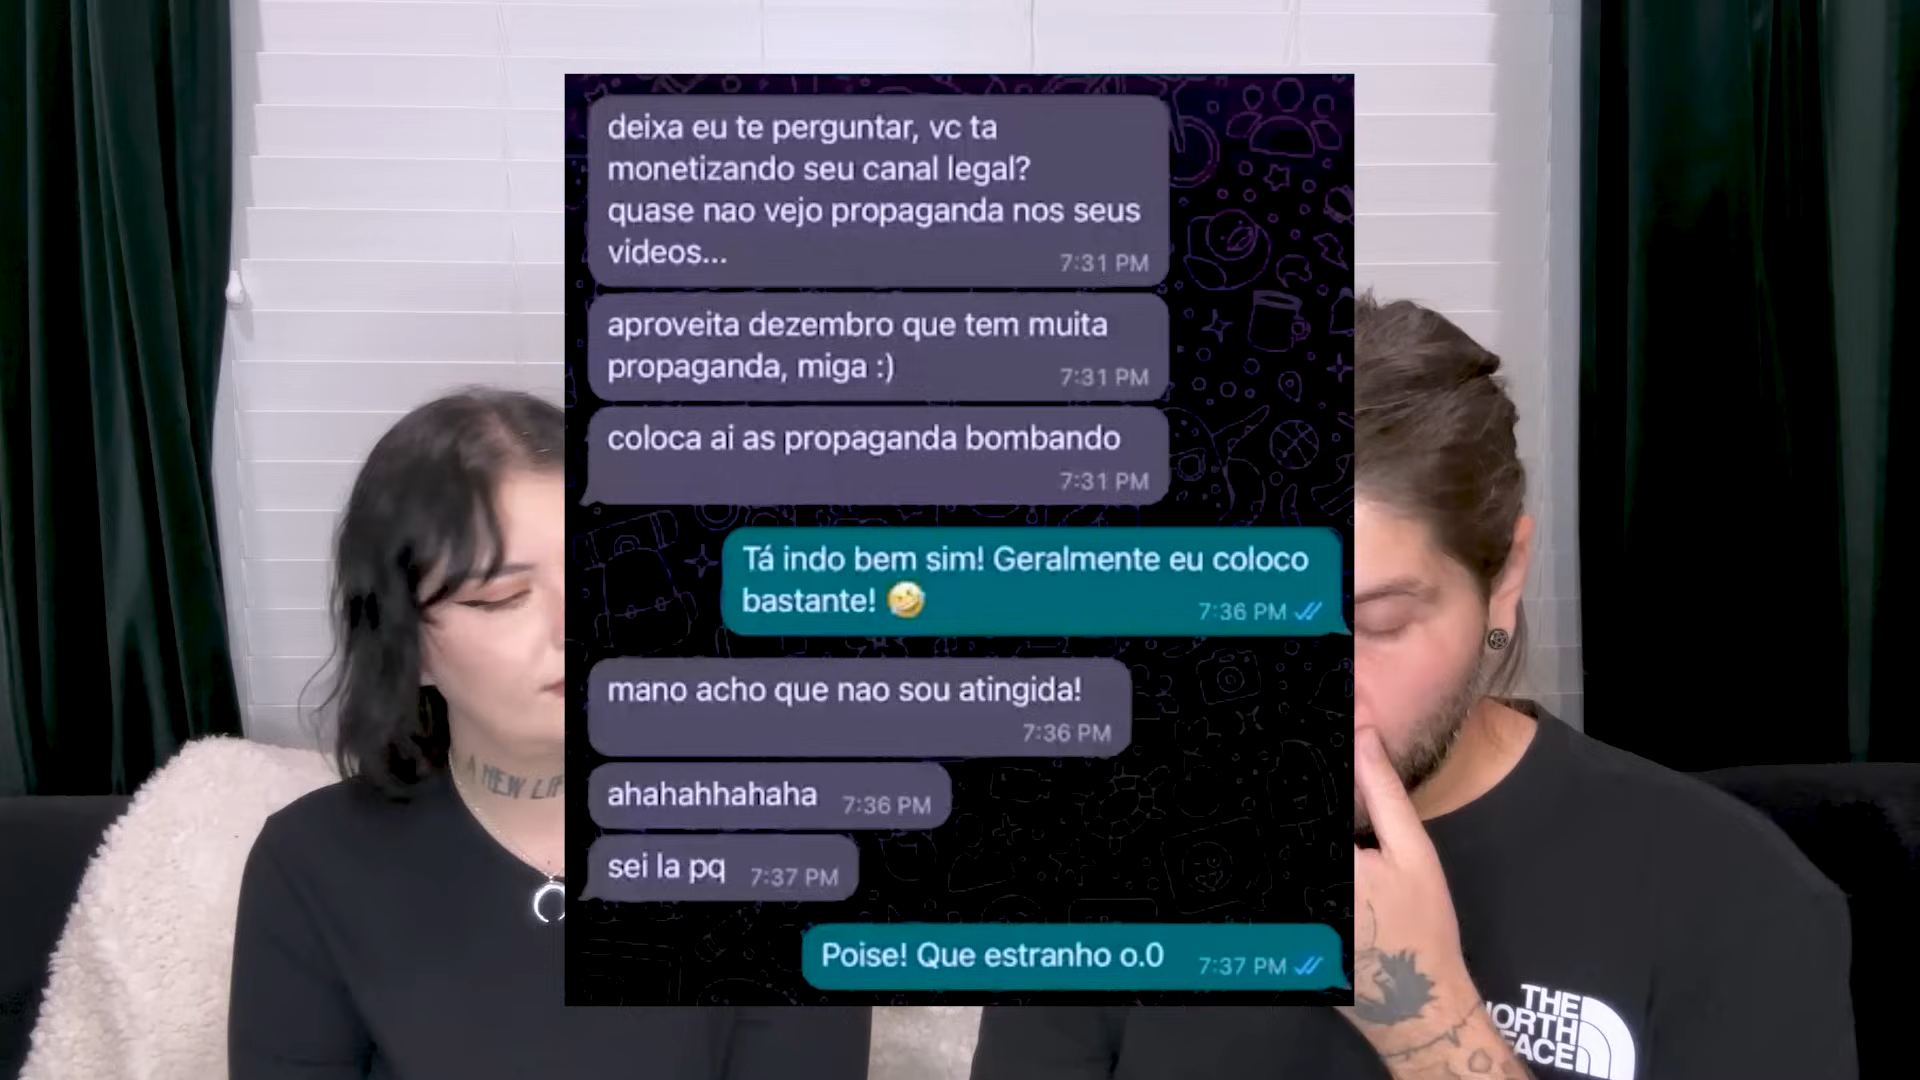 deixa eu te perguntar, vc ta
monetizando seu canal legal?
quase nao vejo propaganda nos seus
videos...
7:31 PM
aproveita dezembro que tem muita
propaganda, miga :)
7:31 PM
coloca ai as propaganda bombando
7:31 PM
Tá indo bem sim! Geralmente eu coloco
bastante! 🤣
7:36 PM
mano acho que nao sou atingida!
7:36 PM
ahahahhahaha 7:36 PM
sei la pq 7:37 PM
Poise! Que estranho o.0 7:37 PM
A NEW LIF
THE
NORTH
FACE